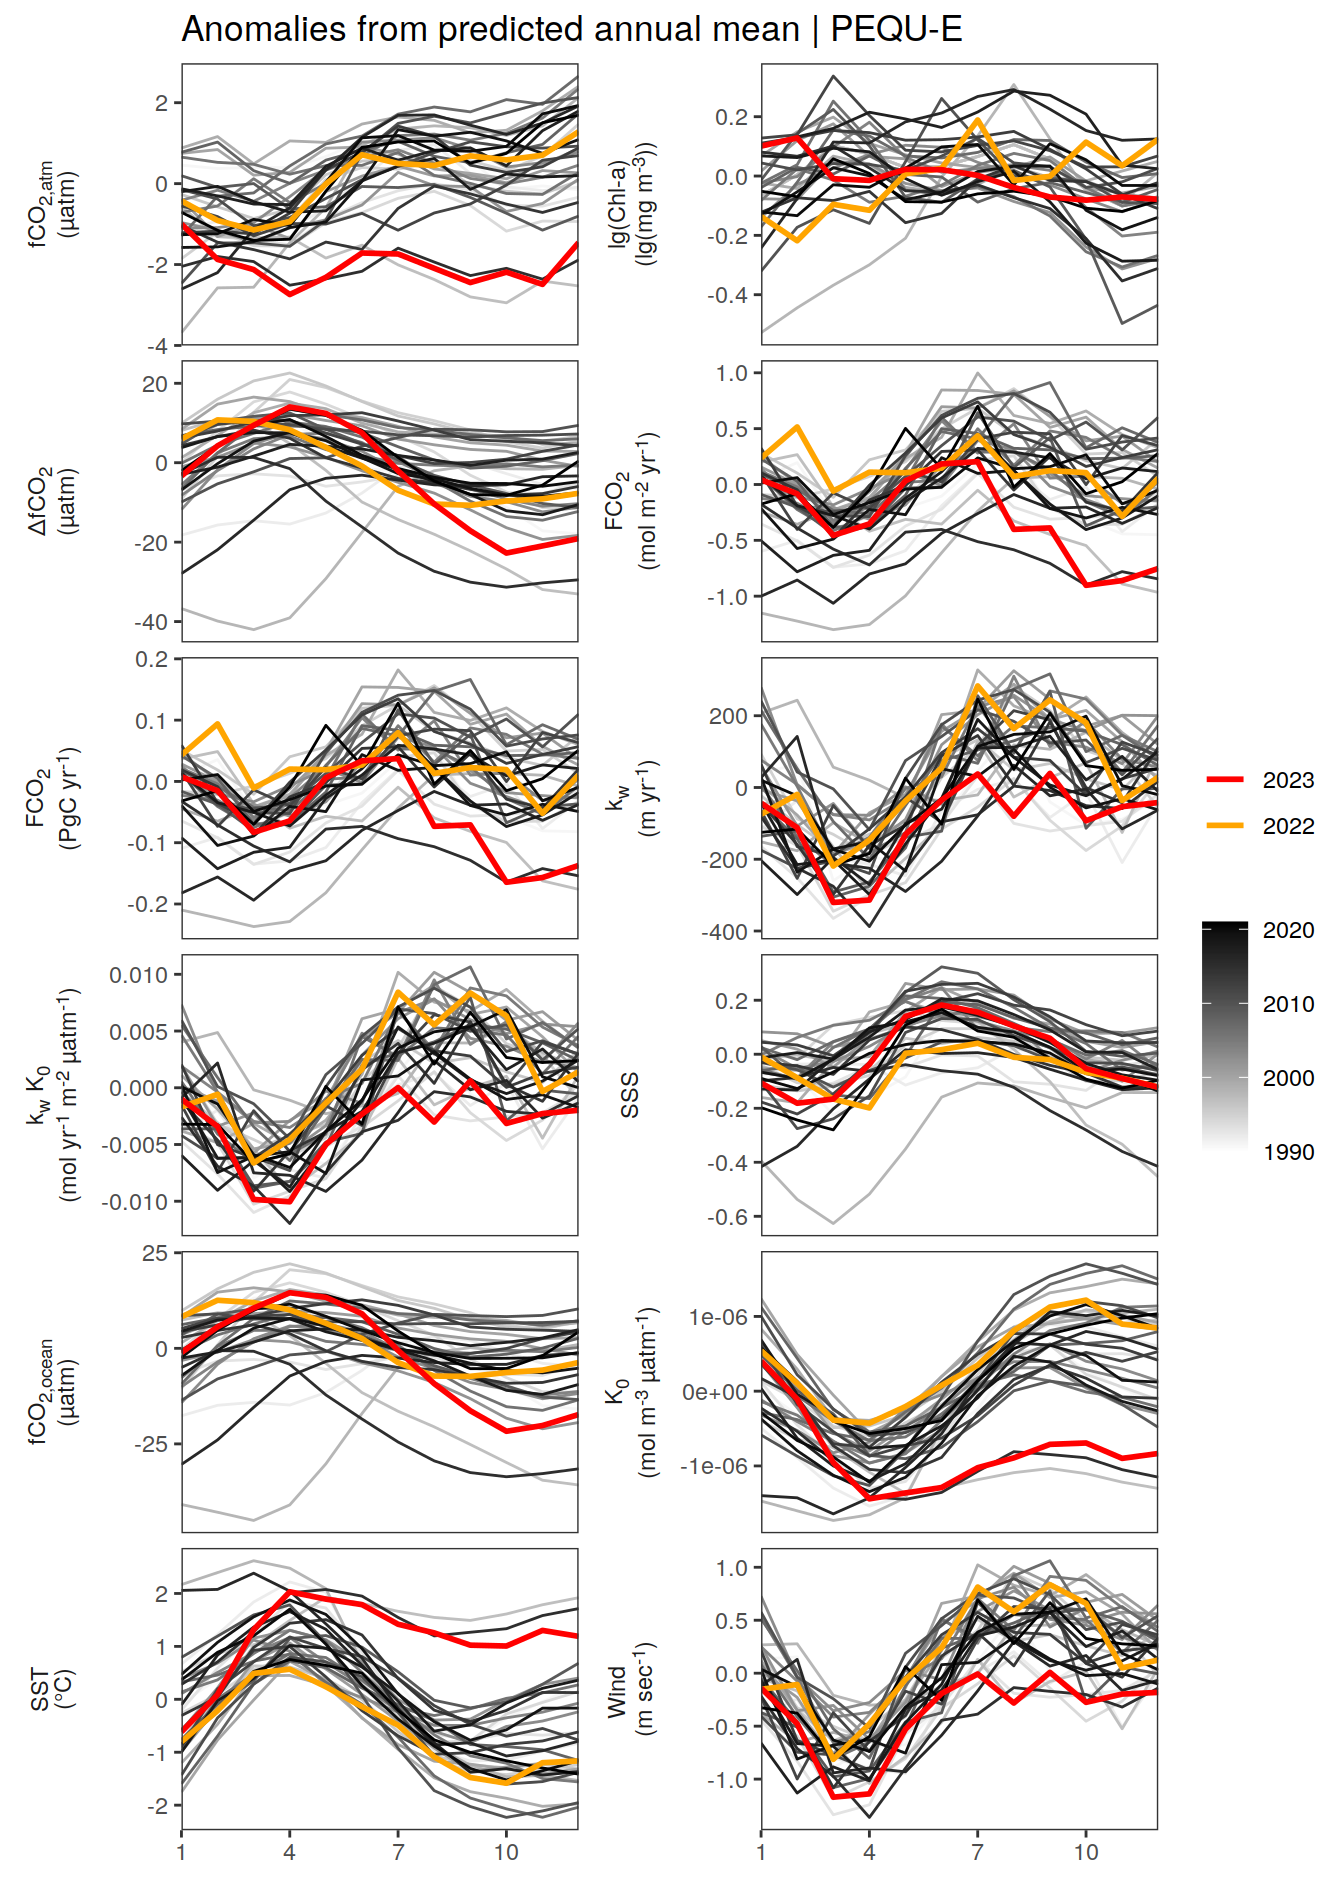 Anomalies from predicted annual mean | PEQU-E
fCO2,atm
(µatm)
2
0
-2
-4
lg(Chl-a)
(lg(mg m-3))
0.2
0.0
-0.2
-0.4
ΔfCO2
(µatm)
20
0
-20
-40
FCO2
(mol m-2 yr-1)
1.0
0.5
0.0
-0.5
-1.0
FCO2
(PgC yr-1)
0.2
0.1
0.0
-0.1
-0.2
kw
(m yr-1)
200
0
-200
-400
kw K0
(mol yr-1 m-2 µatm-1)
0.010
0.005
0.000
-0.005
-0.010
SSS
0.2
0.0
-0.2
-0.4
-0.6
fCO2,ocean
(µatm)
25
0
-25
K0
(mol m-3 µatm-1)
1e-06
0e+00
-1e-06
SST
(°C)
2
1
0
-1
-2
1 4 7 10
Wind
(m sec-1)
1.0
0.5
0.0
-0.5
-1.0
1 4 7 10
2023
2022
2020
2010
2000
1990